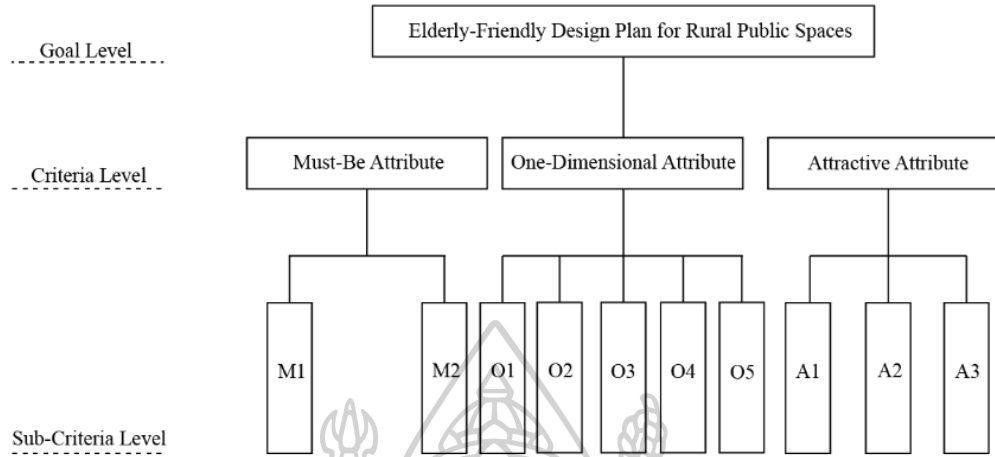 Elderly-Friendly Design Plan for Rural Public Spaces
Goal Level
Must-Be Attribute
One-Dimensional Attribute
Attractive Attribute
Criteria Level
M1
M2
O1
O2
O3
O4
O5
A1
A2
A3
Sub-Criteria Level